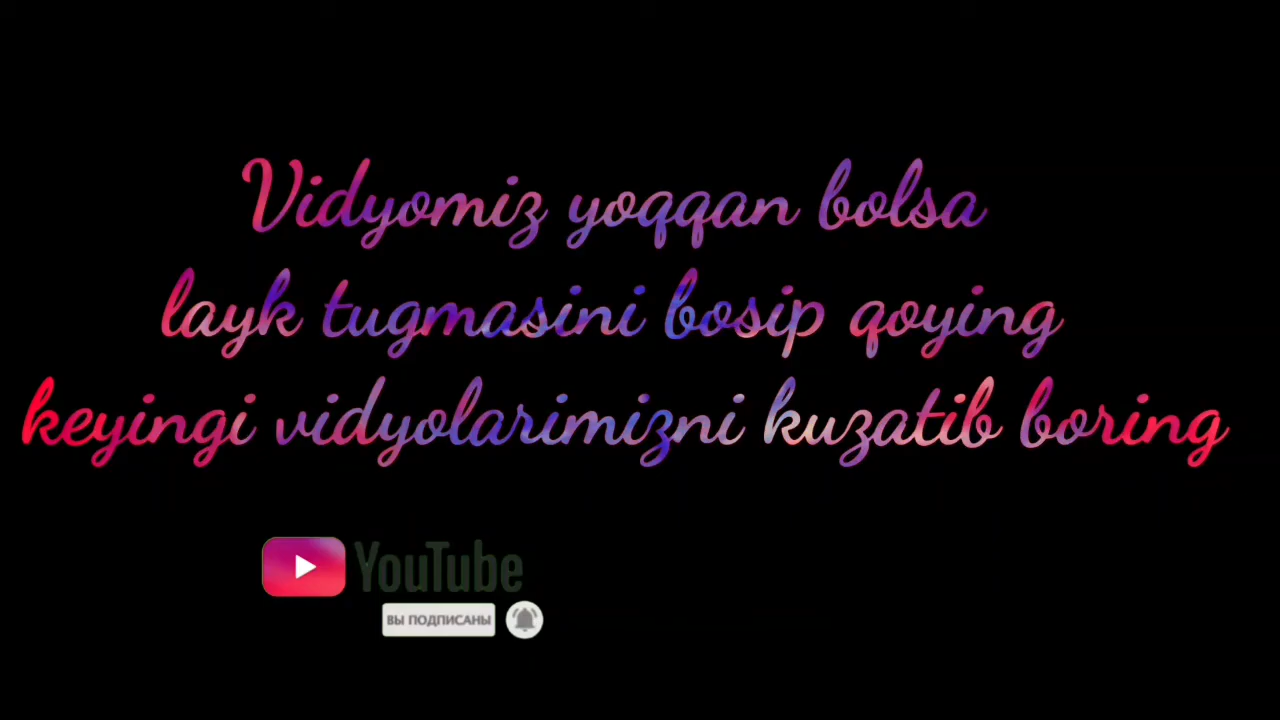 Vidyomiz yoqqan bolsa
layk tugmasini bosip qoying
keyingi vidyolarimizni kuzatib boring
YouTube
ВЫ ПОДПИСАНЫ